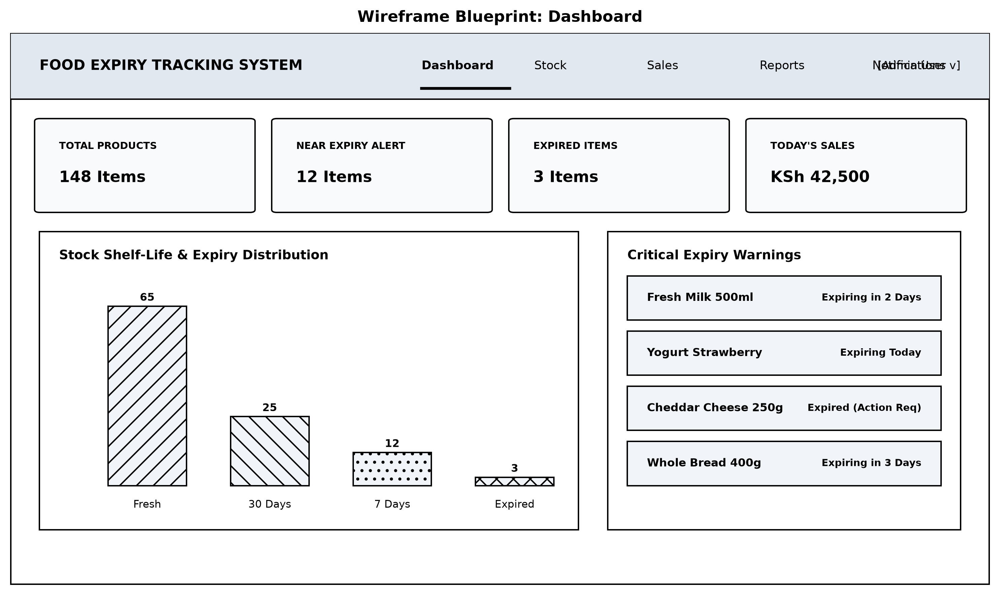 Wireframe Blueprint: Dashboard
FOOD EXPIRY TRACKING SYSTEM
Dashboard
Stock
Sales
Reports
Notifications
[Admin User v]
TOTAL PRODUCTS
148 Items
NEAR EXPIRY ALERT
12 Items
EXPIRED ITEMS
3 Items
TODAY'S SALES
KSh 42,500
Stock Shelf-Life & Expiry Distribution
65
25
12
3
Fresh
30 Days
7 Days
Expired
Critical Expiry Warnings
Fresh Milk 500ml
Expiring in 2 Days
Yogurt Strawberry
Expiring Today
Cheddar Cheese 250g
Expired (Action Req)
Whole Bread 400g
Expiring in 3 Days